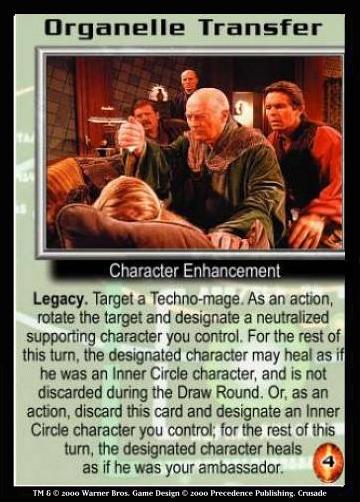 Organelle Transfer
Character Enhancement
Legacy. Target a Techno-mage. As an action,
rotate the target and designate a neutralized
supporting character you control. For the rest of
this turn, the designated character may heal as if
he was an Inner Circle character, and is not
discarded during the Draw Round. Or, as an
action, discard this card and designate an Inner
Circle character you control; for the rest of this
turn, the designated character heals
as if he was your ambassador.
4
TM & © 2000 Warner Bros. Game Design © 2000 Precedence Publishing. Crusade